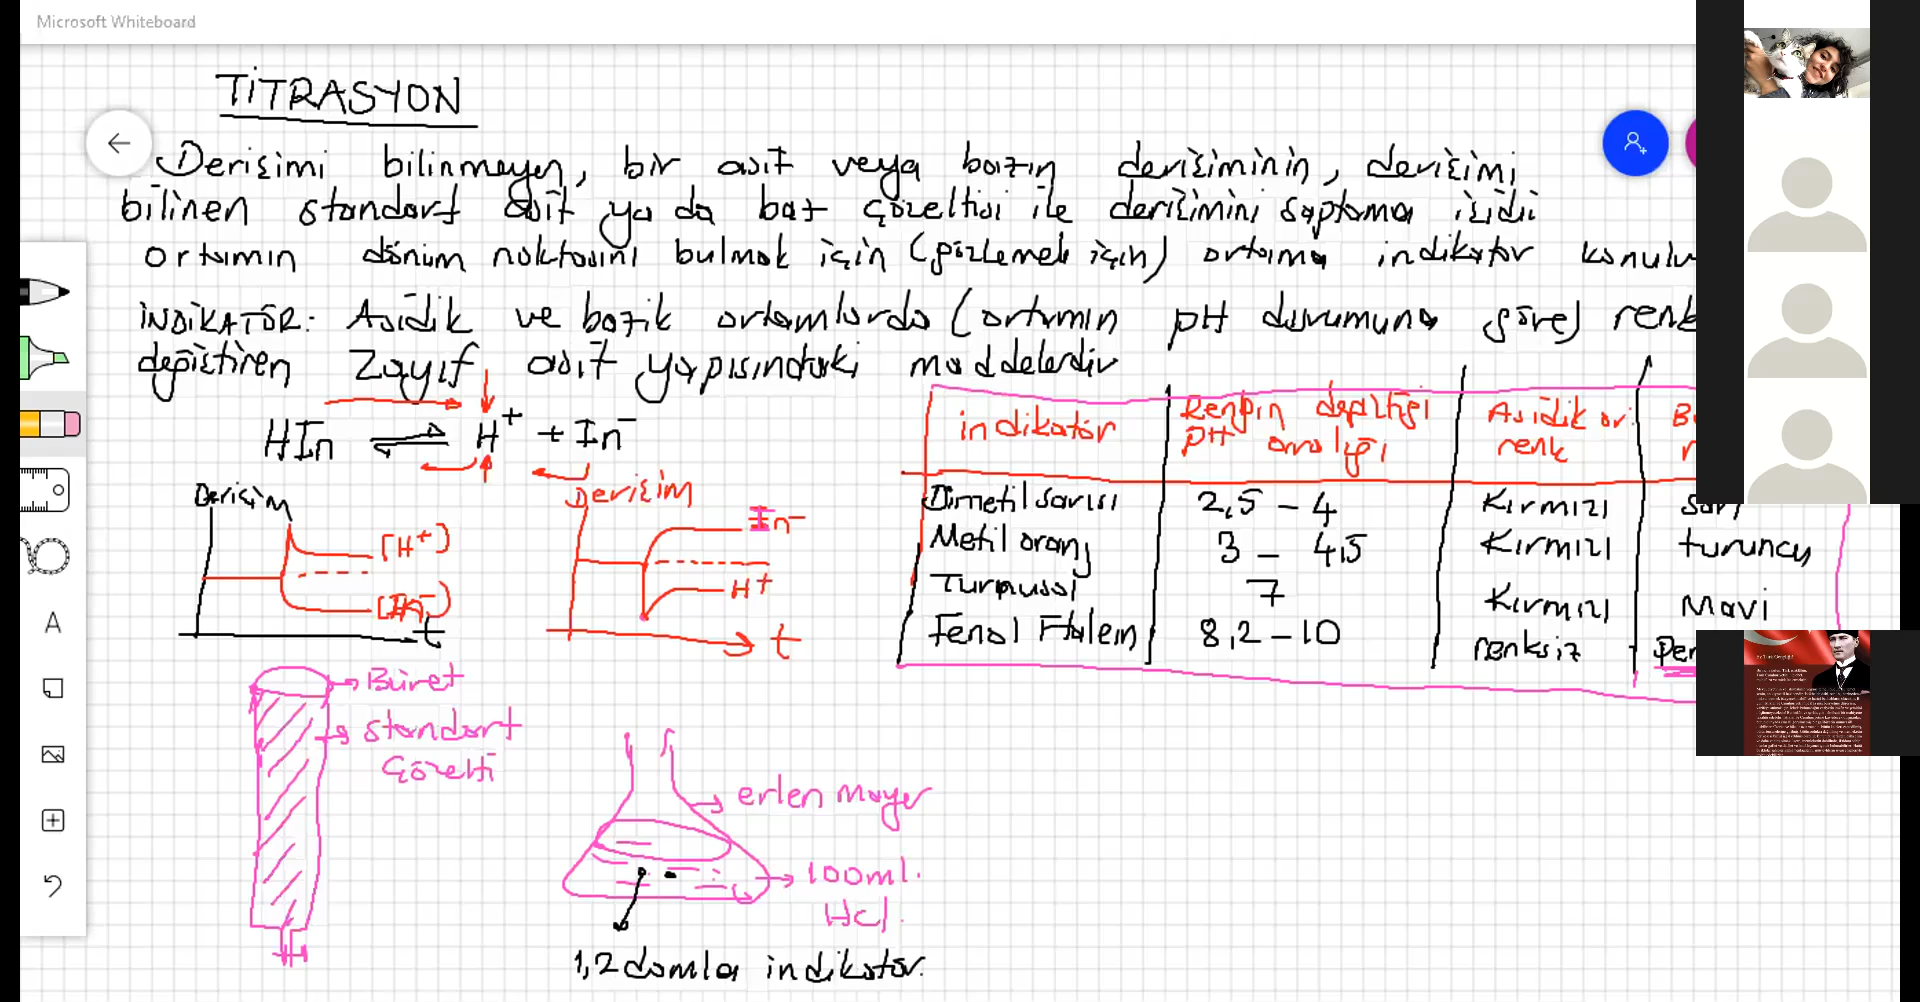 Microsoft Whiteboard
TİTRASYON
Derişimi bilinmeyen, bir asit veya bazın derişiminin, derişimi
bilinen standart asit ya da baz çözeltisi ile derişimini saptama işidir
ortamın dönüm noktasını bulmak için (gözlemek için) ortama indikatör konulur
İNDİKATÖR: Asidik ve bazik ortamlarda (ortamın pH durumuna göre) renk
değiştiren zayıf asit yapısındaki maddelerdir
HIn ⇌ H⁺ + In⁻
Derişim
[H⁺]
[In⁻]
t
Derişim
In⁻
H⁺
t
indikatör Rengin değiştiği pH aralığı Asidik or. renk
Dimetil sarısı 2,5 – 4 Kırmızı Sarı
Metil oranj 3 – 4,5 Kırmızı turuncu
Turnusol 7 Kırmızı Mavi
Fenol Ftalein 8,2 – 10 renksiz Pem
Büret
standart
Çözelti
erlen mayer
100ml.
HCl.
1,2 damla indikatör.